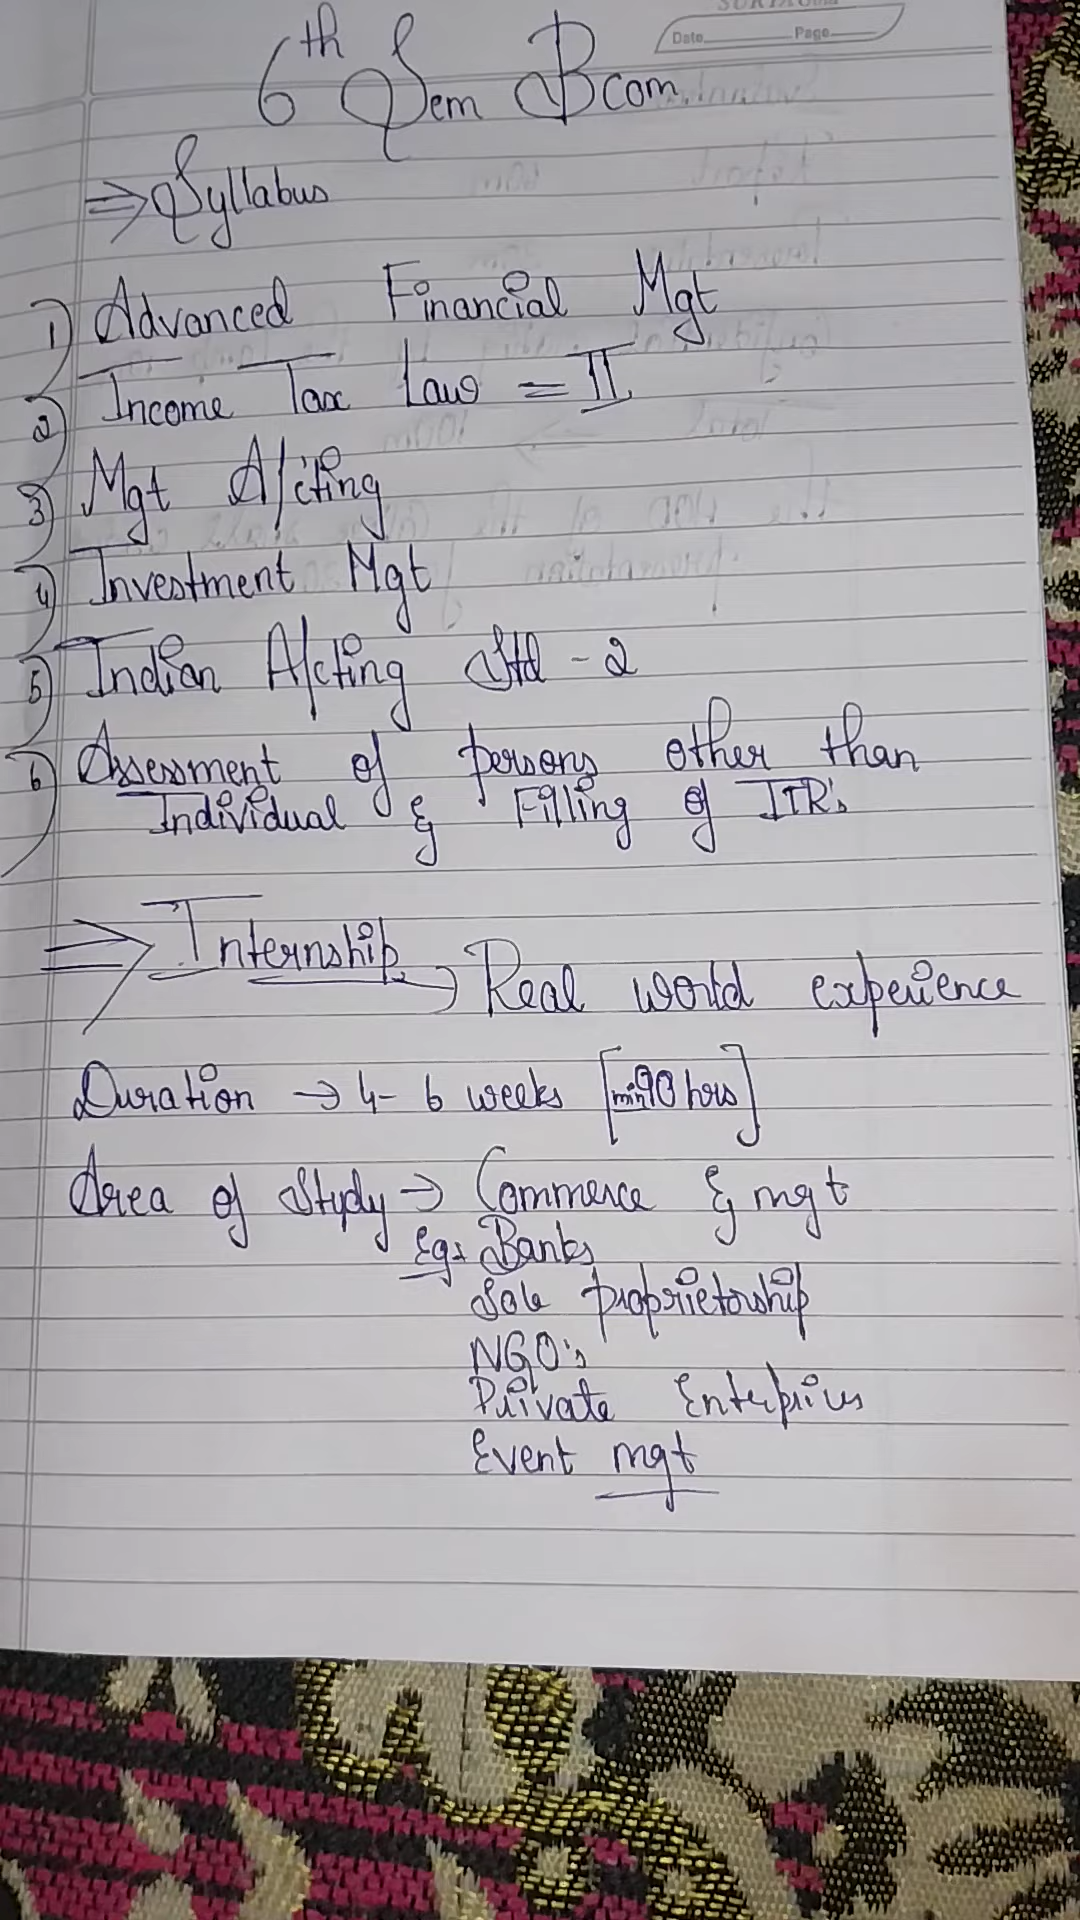 Date Page
6th Sem Bcom
⇒ Syllabus
1) Advanced Financial Mgt
2) Income Tax Law = II
3) Mgt A/cting
4) Investment Mgt
5) Indian A/cting Std - 2
6) Assessment of persons other than
Individual & Filling of ITR's
⇒ Internship → Real world experience
Duration → 4 - 6 weeks [min 90 hrs]
Area of Study → Commerce & mgt
Eg: Banks
Sole proprietorship
NGO's
Private Enterprises
Event mgt